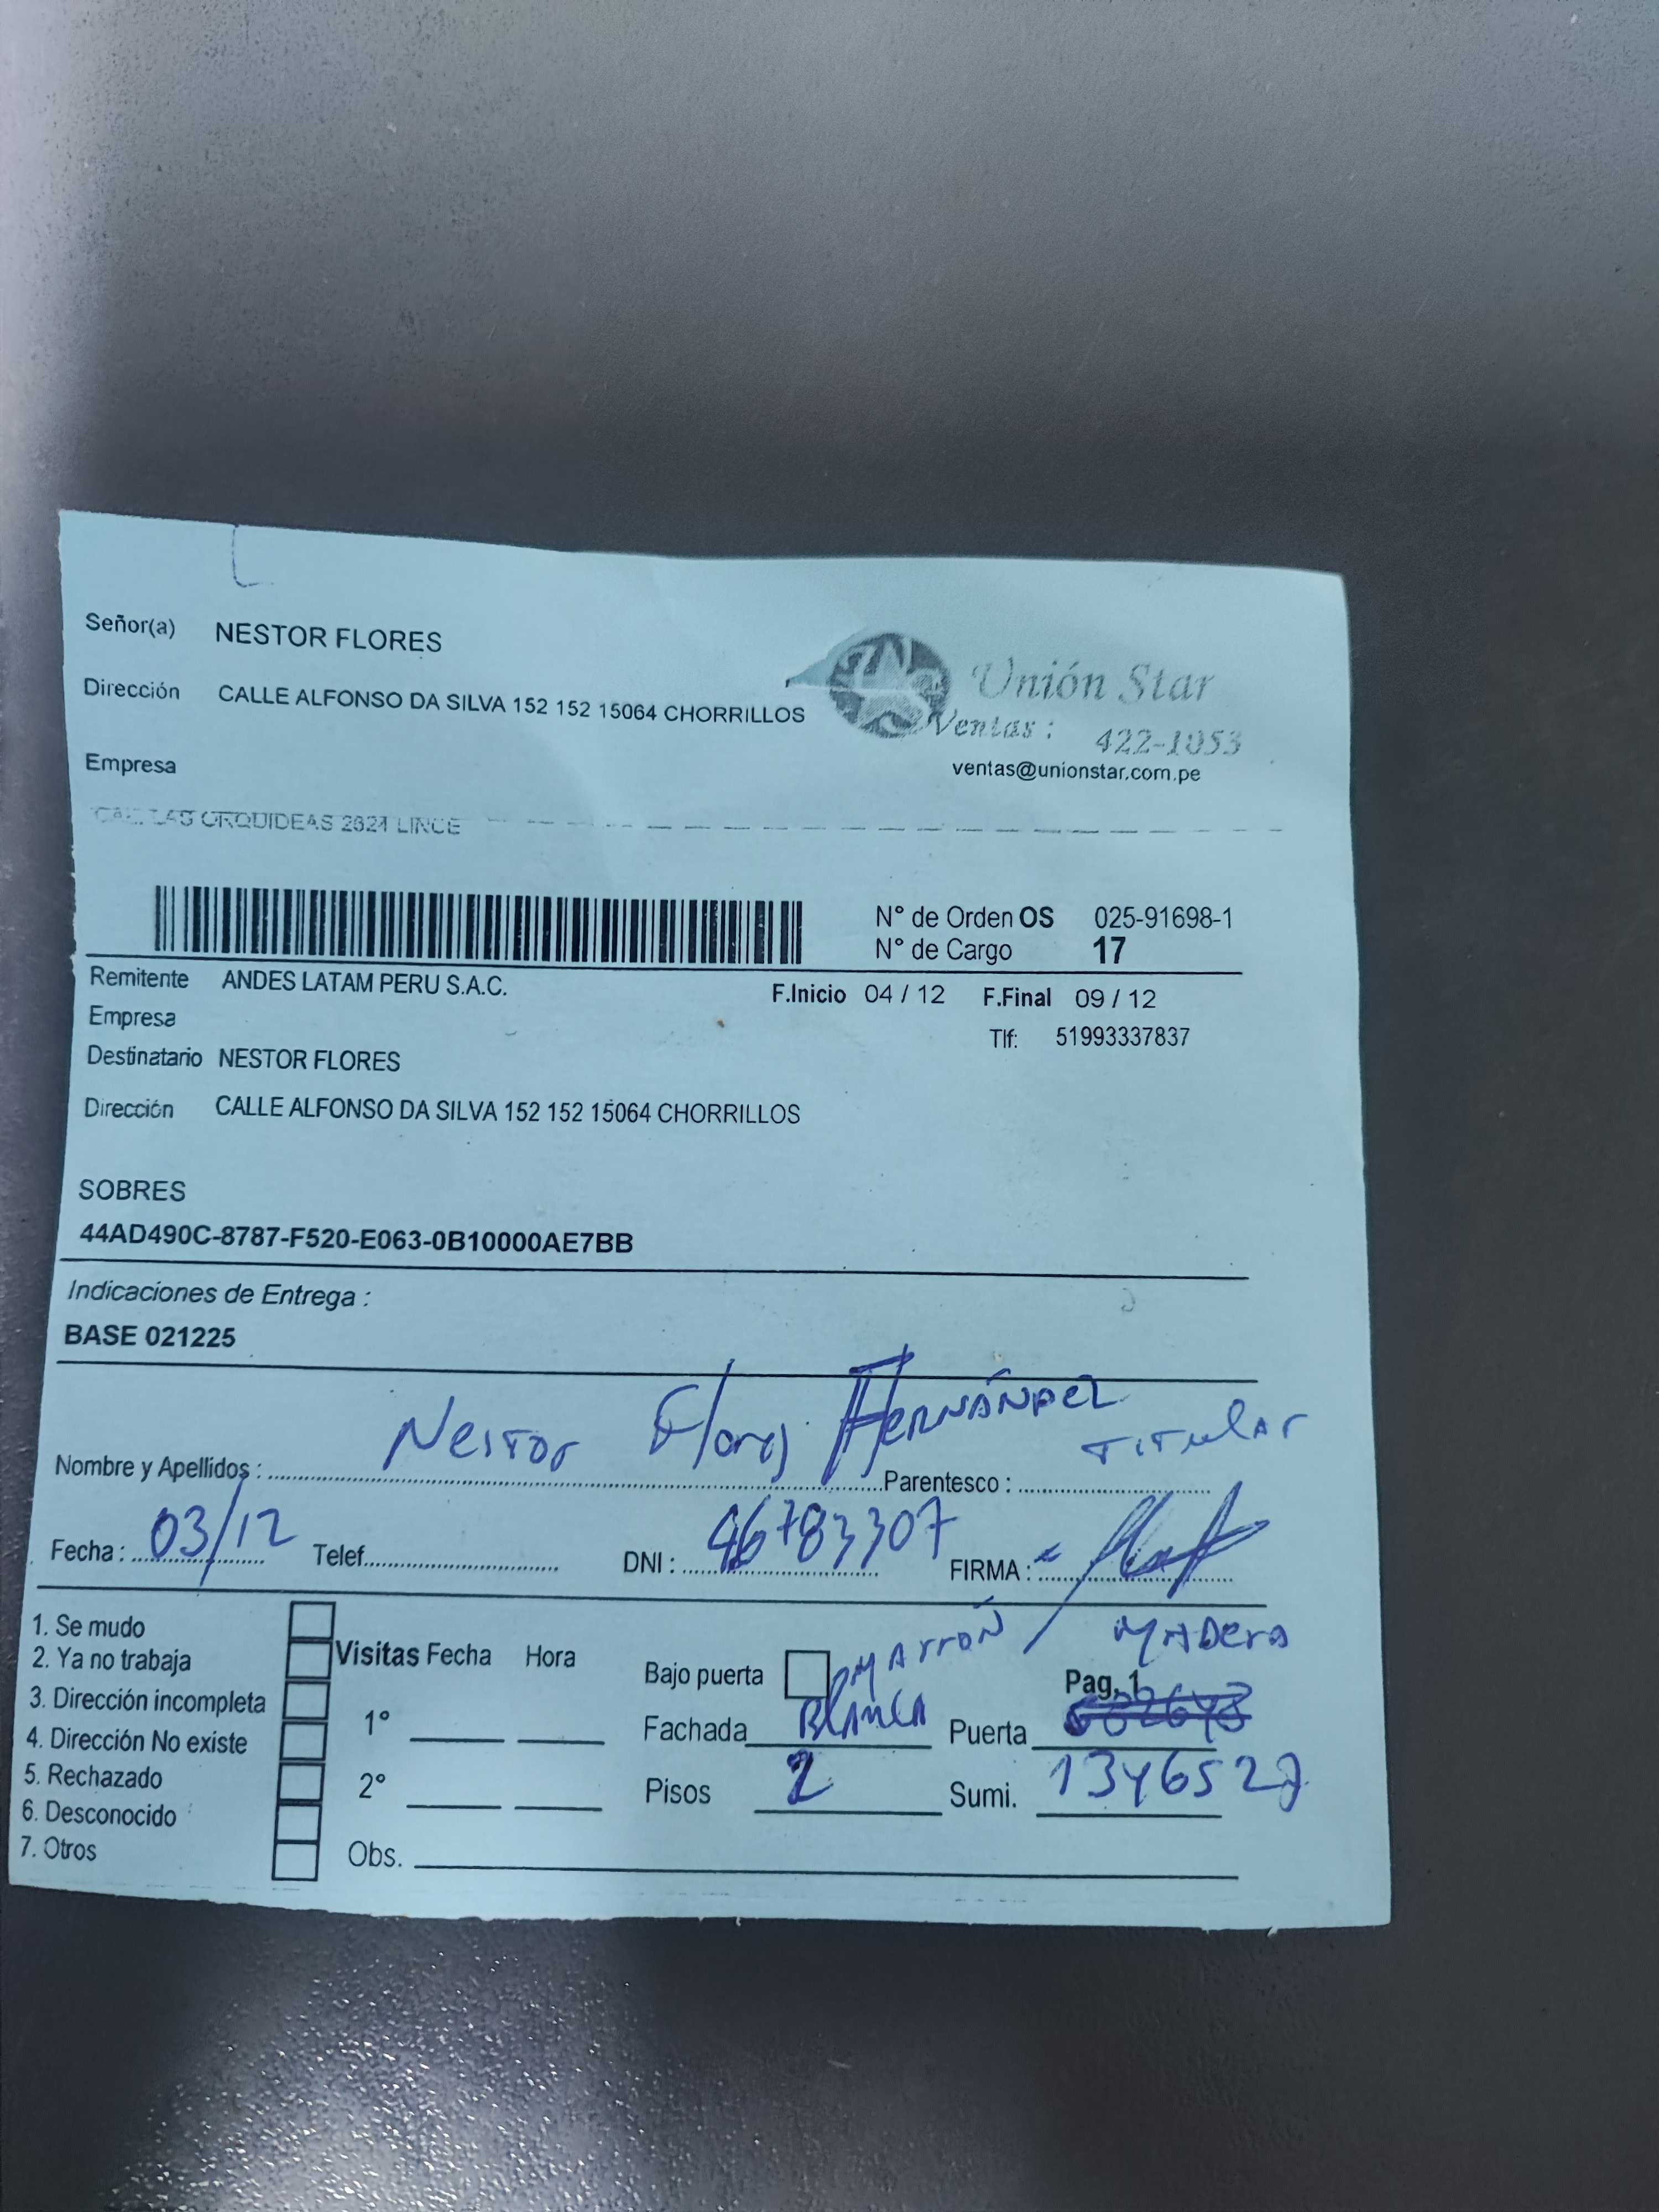 Señor(a) NESTOR FLORES
Dirección CALLE ALFONSO DA SILVA 152 152 15064 CHORRILLOS
Unión Star
Ventas: 422-1053
Empresa
ventas@unionstar.com.pe
LAS ORQUIDEAS 2621 LINCE
N° de Orden OS 025-91698-1
N° de Cargo 17
Remitente ANDES LATAM PERU S.A.C.
F.Inicio 04 / 12 F.Final 09 / 12
Empresa
Tlf: 51993337837
Destinatario NESTOR FLORES
Dirección CALLE ALFONSO DA SILVA 152 152 15064 CHORRILLOS
SOBRES
44AD490C-8787-F520-E063-0B10000AE7BB
Indicaciones de Entrega :
BASE 021225
Nombre y Apellidos : Nestor Flores HERNÁNDEZ Parentesco : TITULAR
Fecha : 03/12 Telef. DNI : 46783307 FIRMA :
1. Se mudo
2. Ya no trabaja
3. Dirección incompleta
4. Dirección No existe
5. Rechazado
6. Desconocido
7. Otros
Visitas Fecha Hora
1°
2°
Obs.
Bajo puerta MARRÓN / MADERA
Pag. 1
Fachada BLANCA Puerta
Pisos 2 Sumi. 1346527